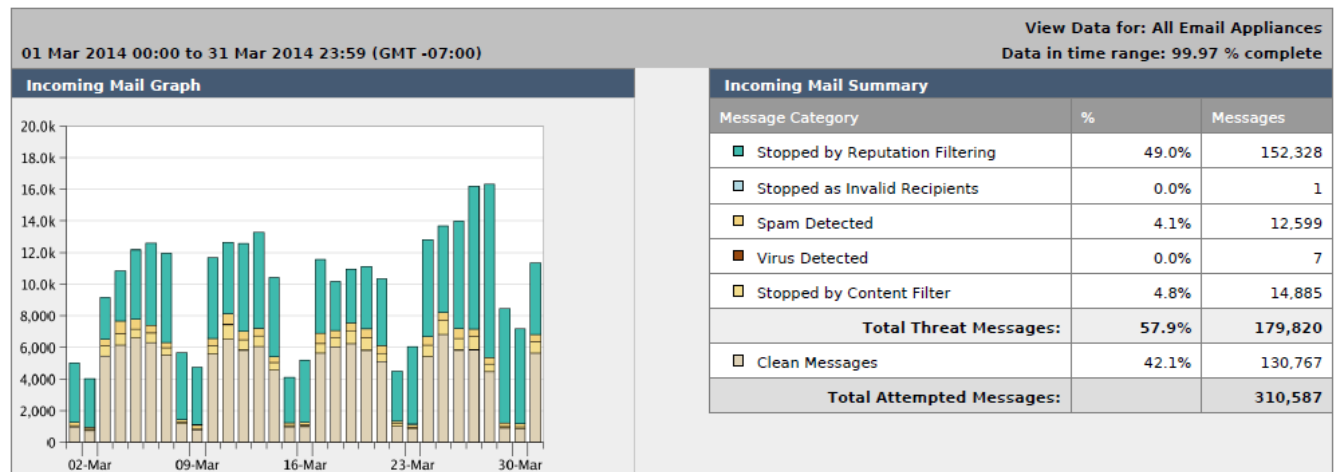 View Data for: All Email Appliances
01 Mar 2014 00:00 to 31 Mar 2014 23:59 (GMT -07:00)
Data in time range: 99.97 % complete
Incoming Mail Graph
20.0k
18.0k
16.0k
14.0k
12.0k
10.0k
8,000
6,000
4,000
2,000
0
02-Mar 09-Mar 16-Mar 23-Mar 30-Mar
Incoming Mail Summary
Message Category % Messages
Stopped by Reputation Filtering 49.0% 152,328
Stopped as Invalid Recipients 0.0% 1
Spam Detected 4.1% 12,599
Virus Detected 0.0% 7
Stopped by Content Filter 4.8% 14,885
Total Threat Messages: 57.9% 179,820
Clean Messages 42.1% 130,767
Total Attempted Messages: 310,587